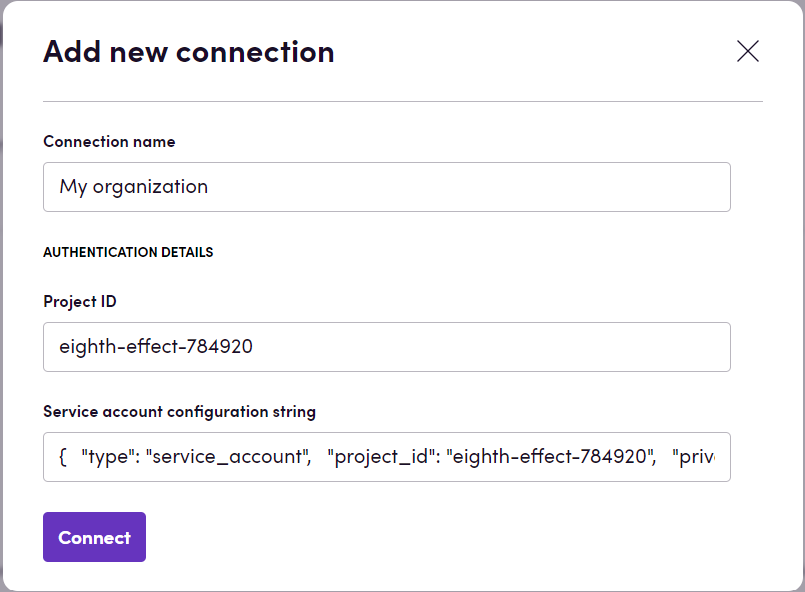 Add new connection
Connection name
My organization
AUTHENTICATION DETAILS
Project ID
eighth-effect-784920
Service account configuration string
{ "type": "service_account", "project_id": "eighth-effect-784920", "priv
Connect